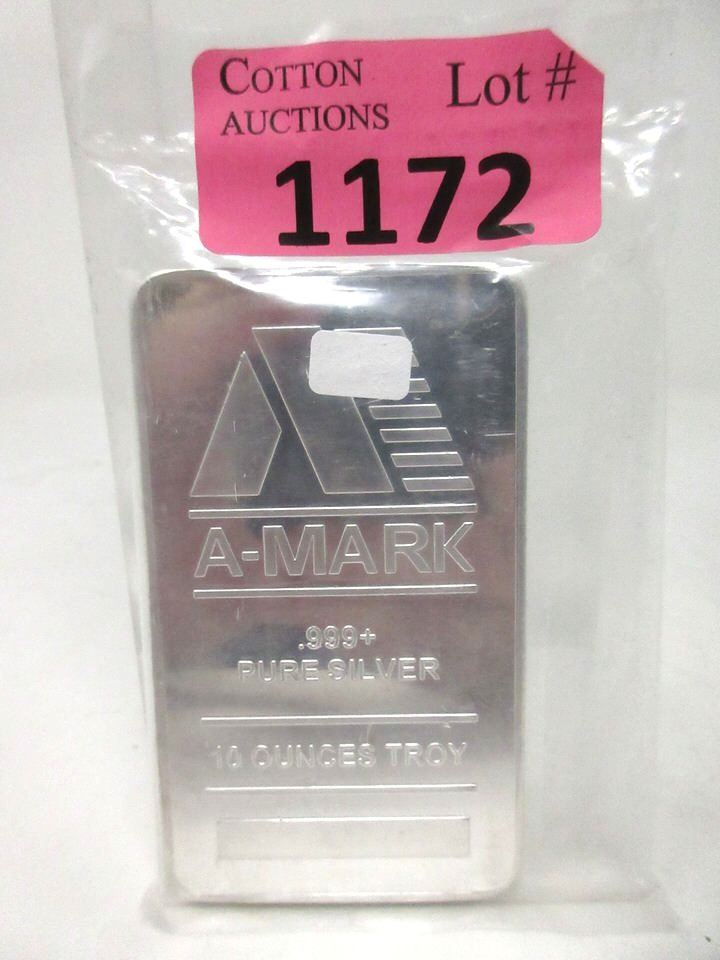 COTTON
AUCTIONS
Lot #
1172
A-MARK
.999+
PURE SILVER
10 OUNCES TROY